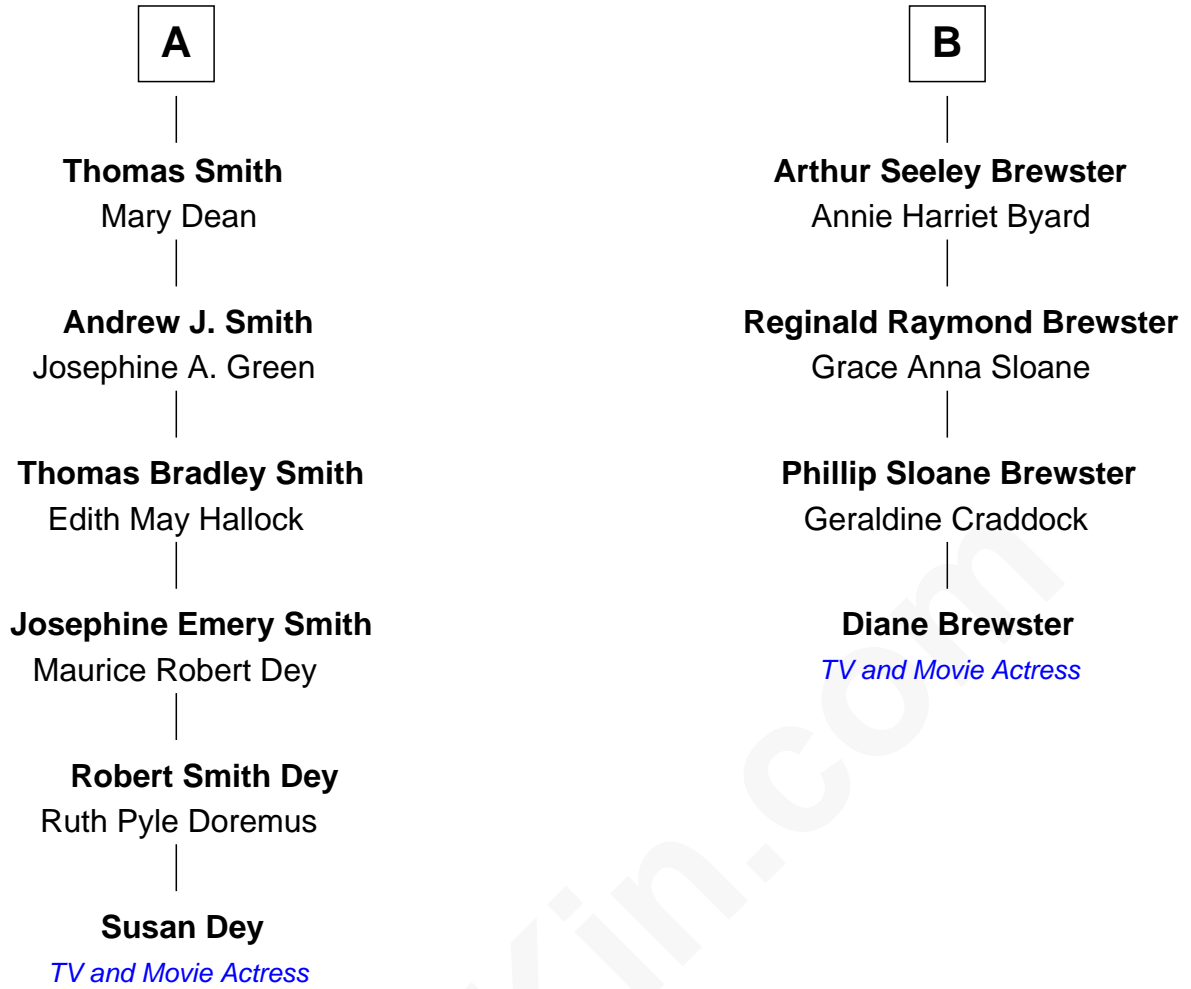 A
Thomas Smith
Mary Dean
Andrew J. Smith
Josephine A. Green
Thomas Bradley Smith
Edith May Hallock
Josephine Emery Smith
Maurice Robert Dey
Robert Smith Dey
Ruth Pyle Doremus
Susan Dey
TV and Movie Actress
B
Arthur Seeley Brewster
Annie Harriet Byard
Reginald Raymond Brewster
Grace Anna Sloane
Phillip Sloane Brewster
Geraldine Craddock
Diane Brewster
TV and Movie Actress